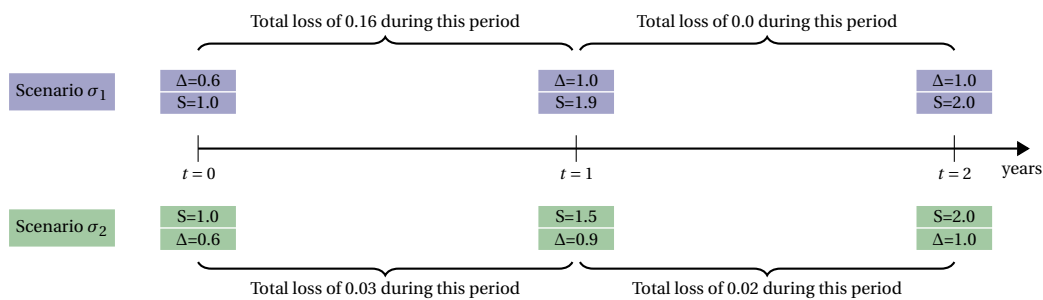 Total loss of 0.16 during this period
Total loss of 0.0 during this period
Scenario σ1
Δ=0.6
S=1.0
Δ=1.0
S=1.9
Δ=1.0
S=2.0
t = 0
t = 1
t = 2
years
Scenario σ2
S=1.0
Δ=0.6
S=1.5
Δ=0.9
S=2.0
Δ=1.0
Total loss of 0.03 during this period
Total loss of 0.02 during this period